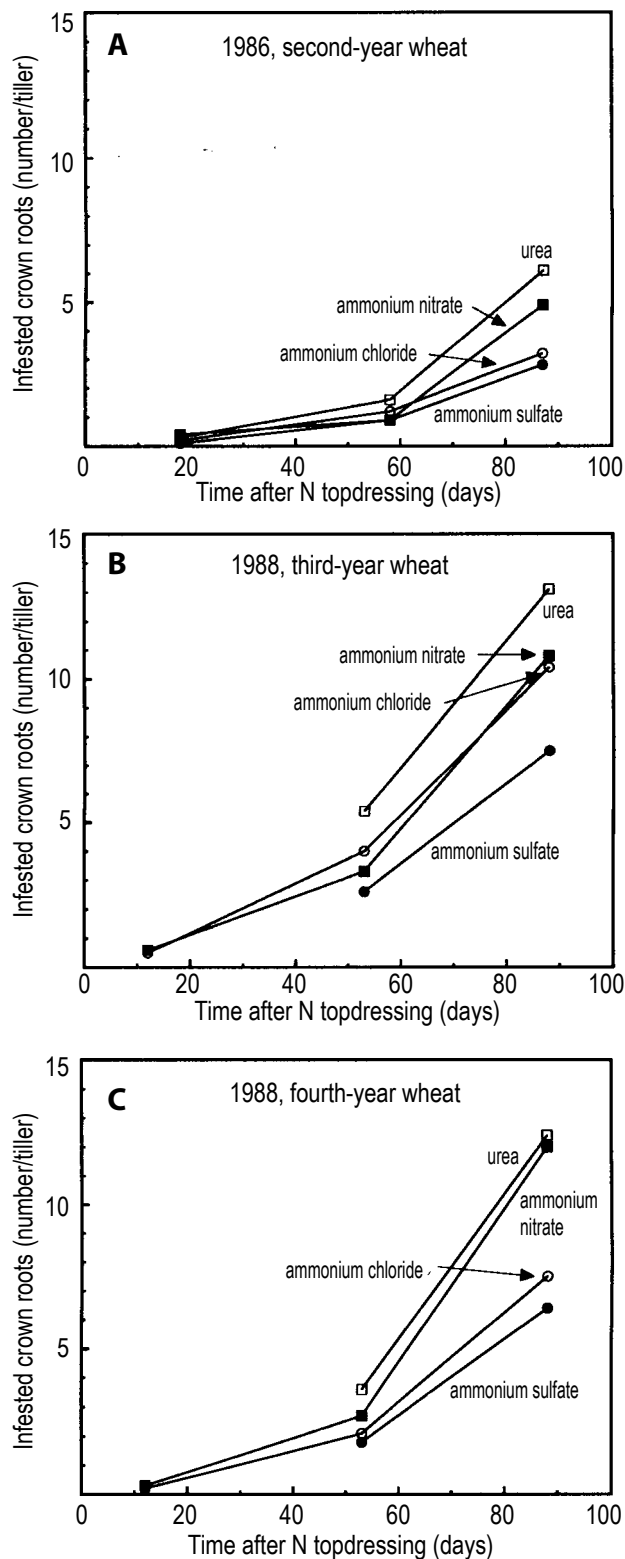 A
1986, second-year wheat
Infested crown roots (number/tiller)
15
10
5
urea
ammonium nitrate
ammonium chloride
ammonium sulfate
0
20
40
60
80
100
Time after N topdressing (days)
B
1988, third-year wheat
Infested crown roots (number/tiller)
15
10
5
urea
ammonium nitrate
ammonium chloride
ammonium sulfate
0
20
40
60
80
100
Time after N topdressing (days)
C
1988, fourth-year wheat
Infested crown roots (number/tiller)
15
10
5
urea
ammonium
nitrate
ammonium chloride
ammonium sulfate
0
20
40
60
80
100
Time after N topdressing (days)